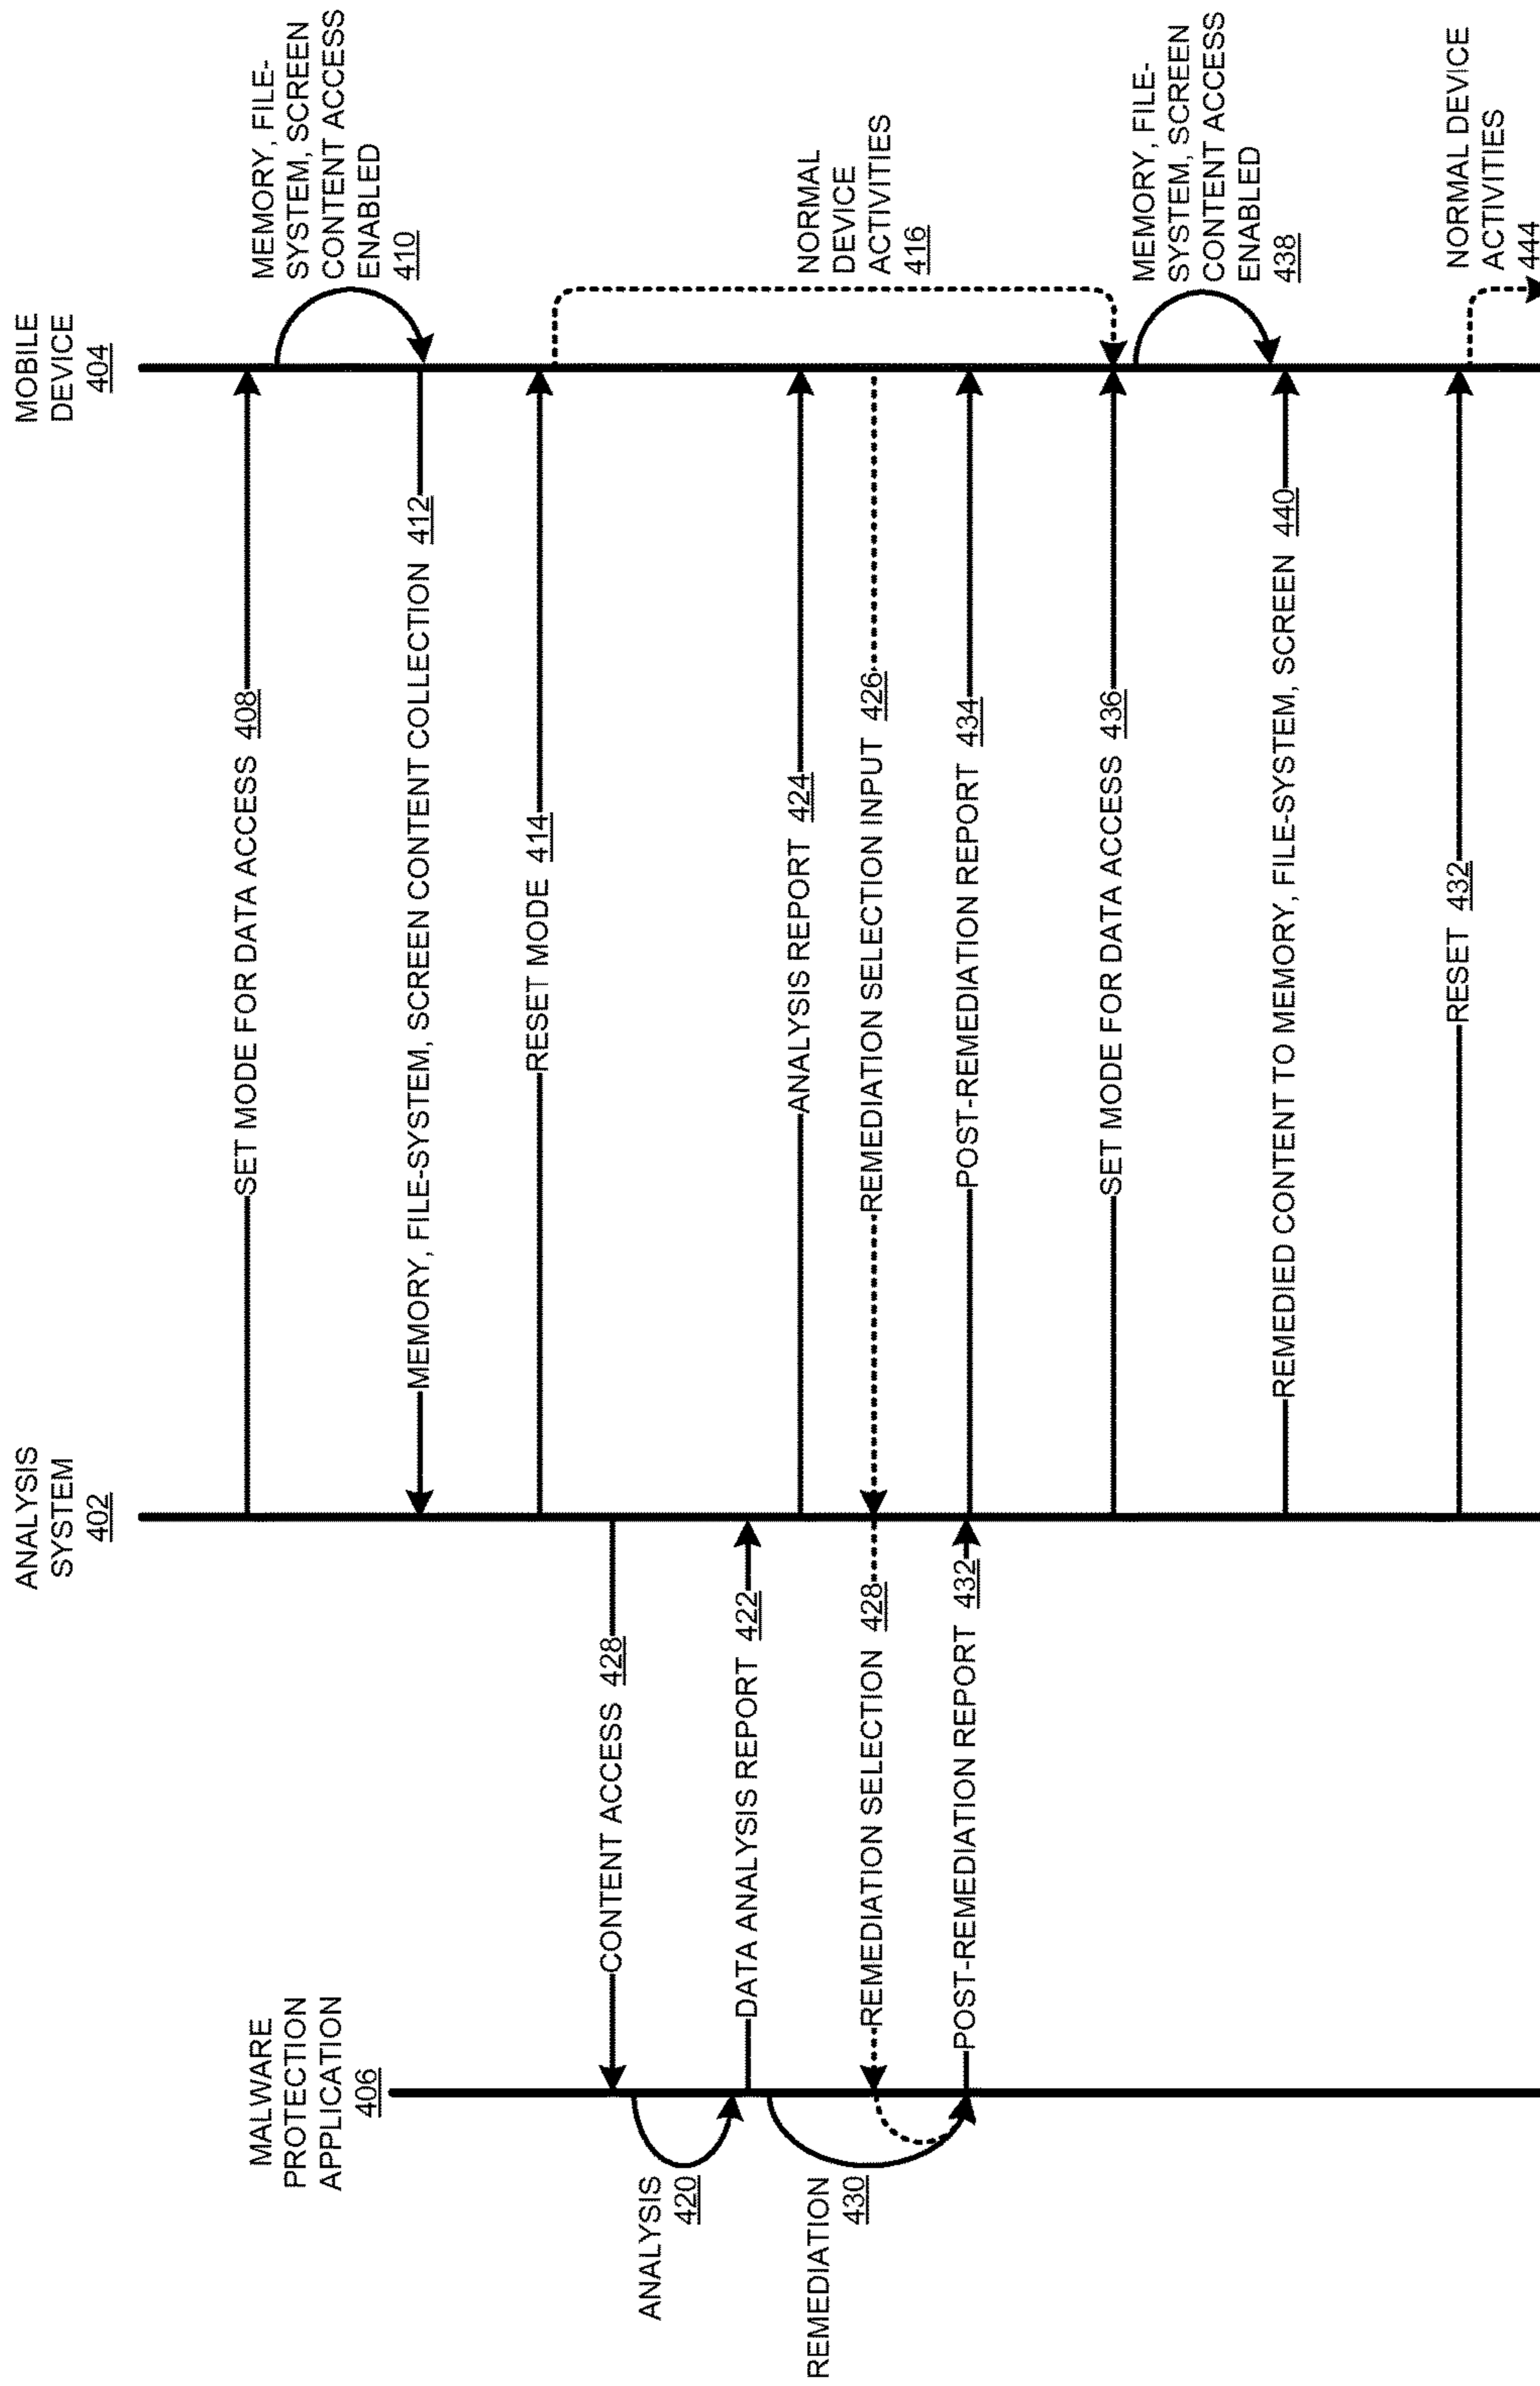 MALWARE
PROTECTION
APPLICATION
406
ANALYSIS
SYSTEM
402
MOBILE
DEVICE
404
SET MODE FOR DATA ACCESS 408
MEMORY, FILE-
SYSTEM, SCREEN
CONTENT ACCESS
ENABLED
410
MEMORY, FILE-SYSTEM, SCREEN CONTENT COLLECTION 412
RESET MODE 414
CONTENT ACCESS 428
ANALYSIS
420
DATA ANALYSIS REPORT 422
ANALYSIS REPORT 424
NORMAL
DEVICE
ACTIVITIES
416
REMEDIATION SELECTION INPUT 426
REMEDIATION SELECTION 428
REMEDIATION
430
POST-REMEDIATION REPORT 432
POST-REMEDIATION REPORT 434
SET MODE FOR DATA ACCESS 436
MEMORY, FILE-
SYSTEM, SCREEN
CONTENT ACCESS
ENABLED
438
REMEDIED CONTENT TO MEMORY, FILE-SYSTEM, SCREEN 440
RESET 432
NORMAL DEVICE
ACTIVITIES
444